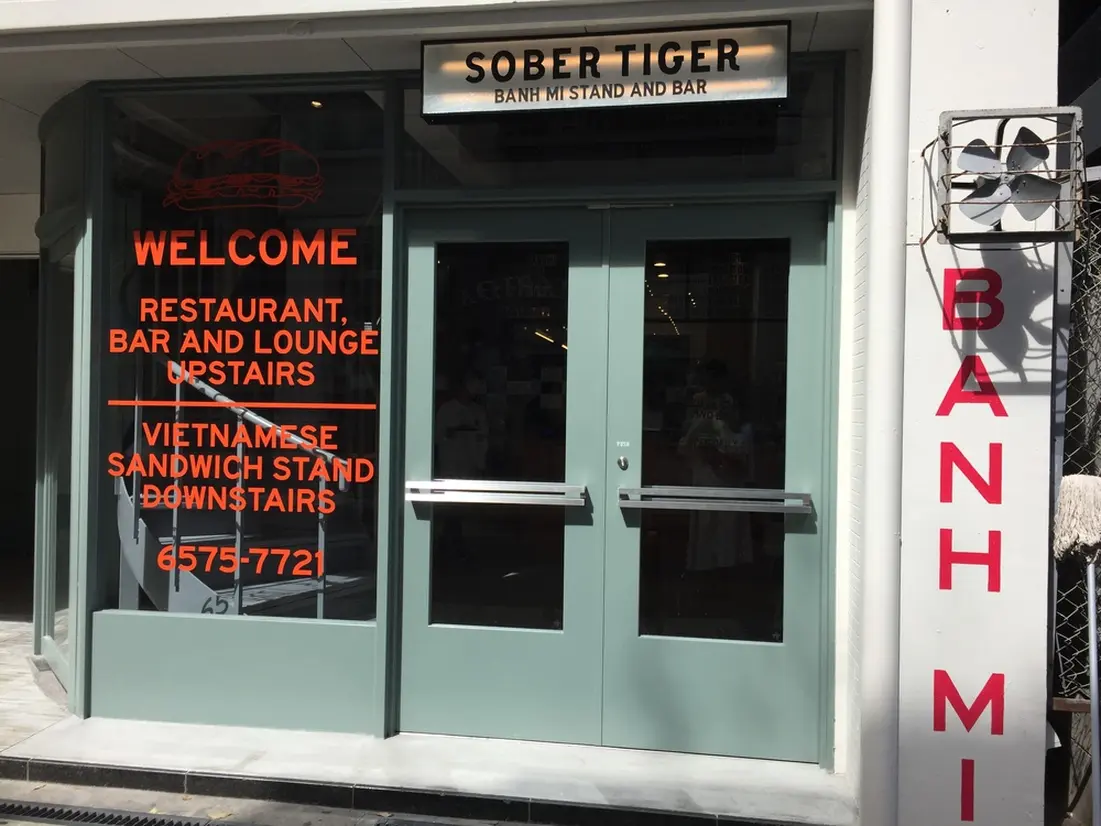 SOBER TIGER
BANH MI STAND AND BAR
WELCOME
RESTAURANT,
BAR AND LOUNGE
UPSTAIRS
VIETNAMESE
SANDWICH STAND
DOWNSTAIRS
6575-7721
65
BANH MI